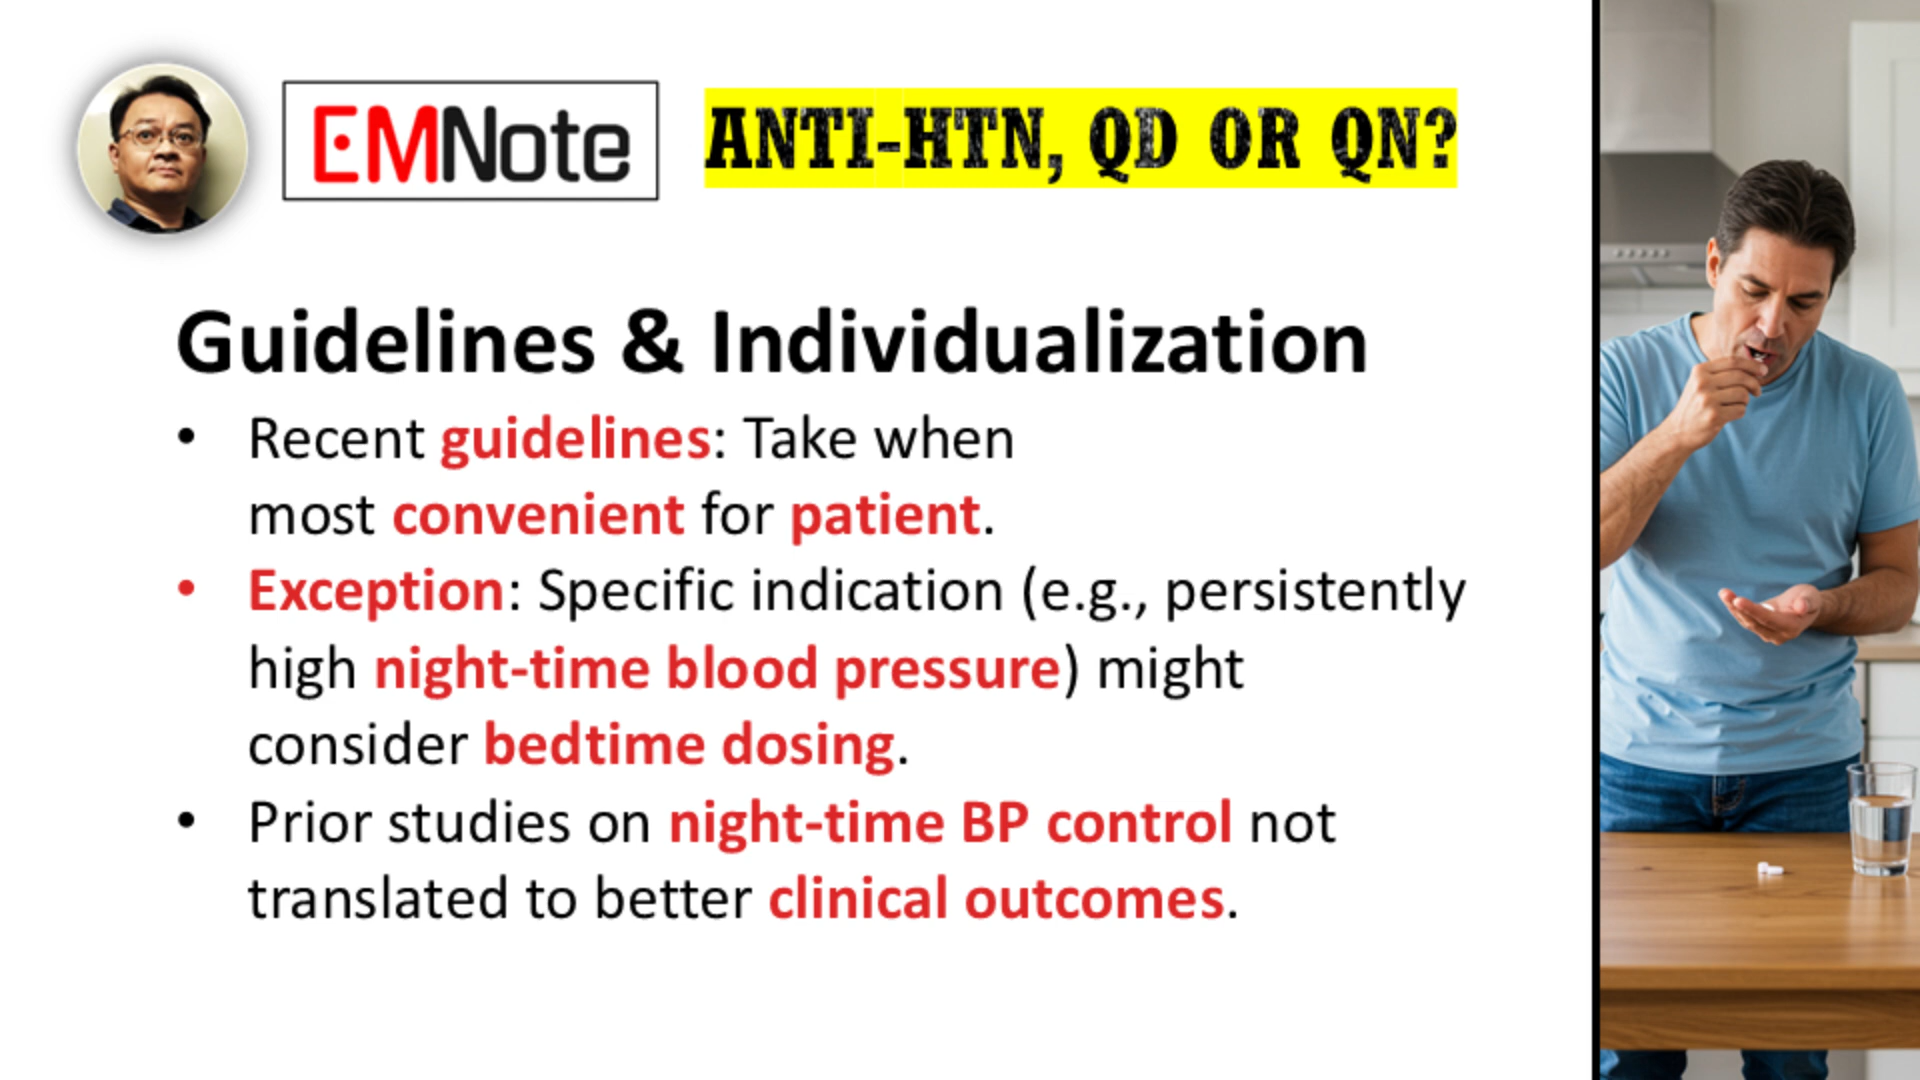 EMNote
ANTI-HTN, QD OR QN?
Guidelines & Individualization
• Recent guidelines: Take when
most convenient for patient.
• Exception: Specific indication (e.g., persistently
high night-time blood pressure) might
consider bedtime dosing.
• Prior studies on night-time BP control not
translated to better clinical outcomes.